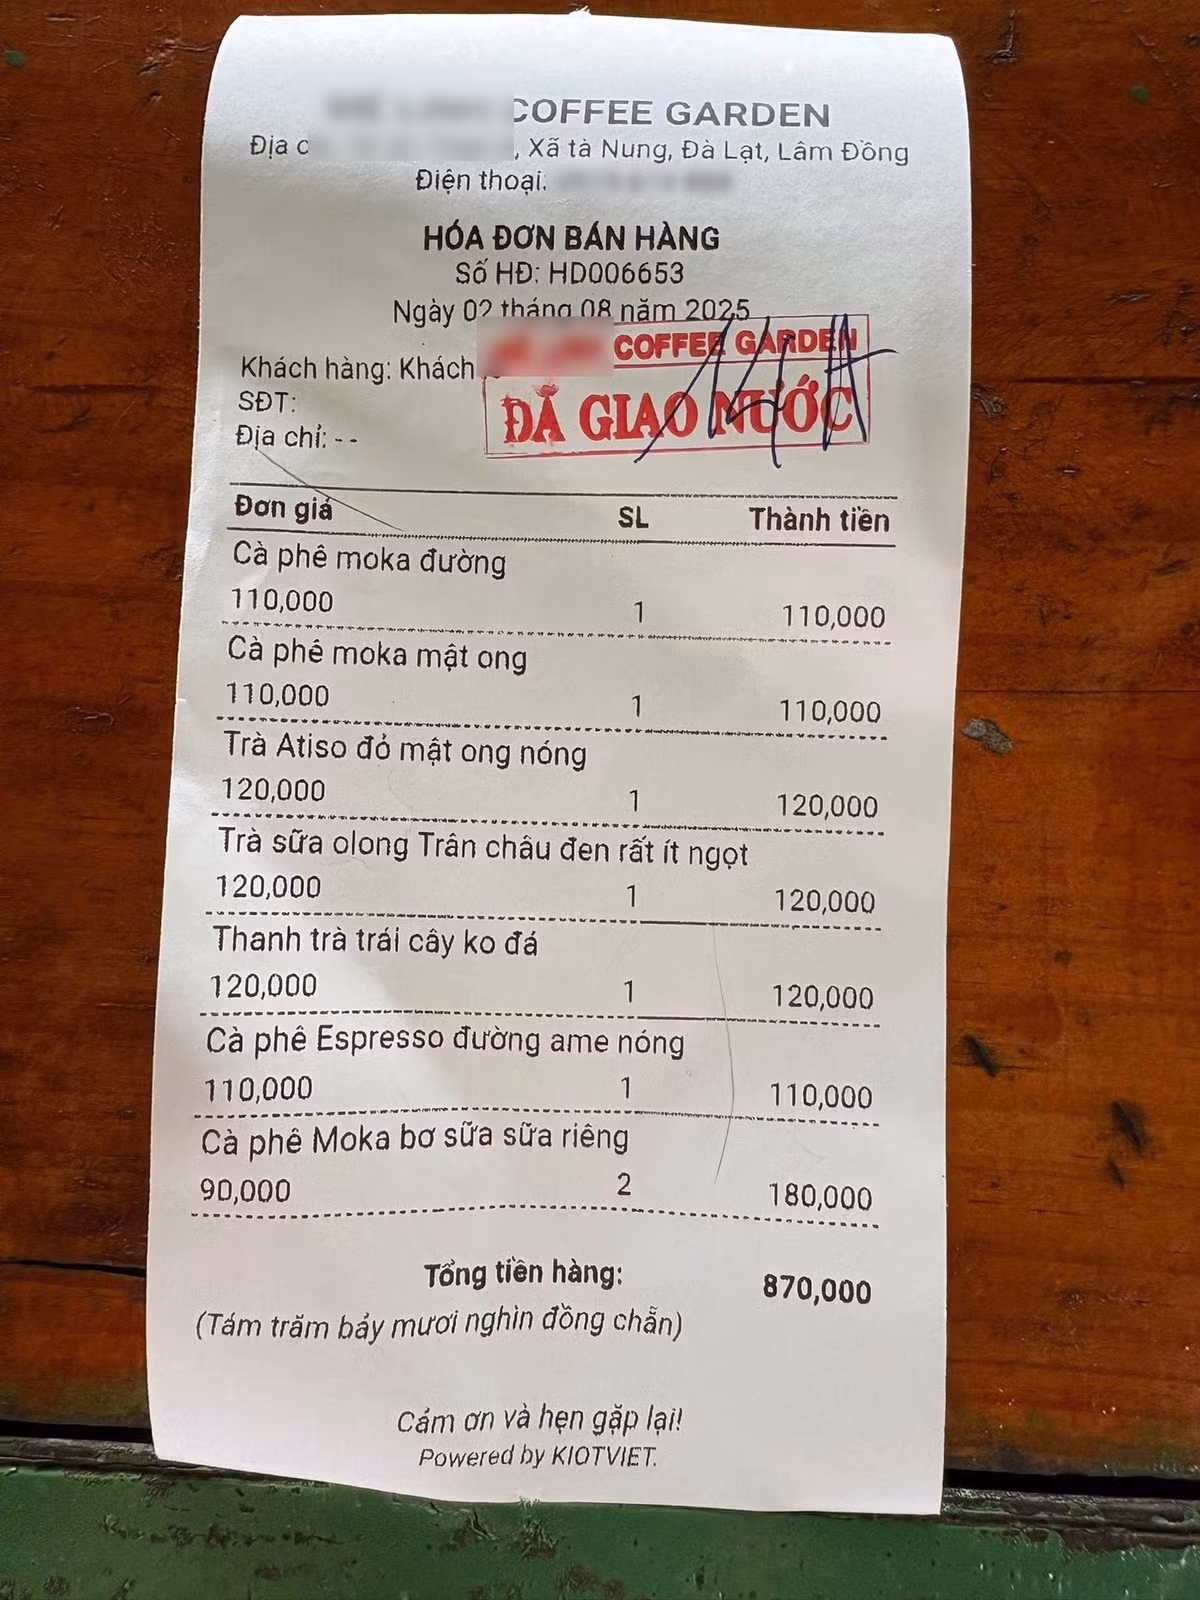 COFFEE GARDEN
Địa c , Xã tà Nung, Đà Lạt, Lâm Đồng
Điện thoại:
HÓA ĐƠN BÁN HÀNG
Số HĐ: HD006653
Ngày 02 tháng 08 năm 2025
COFFEE GARDEN
Khách hàng: Khách
ĐÃ GIAO NƯỚC
SĐT:
Địa chỉ: - -
Đơn giá SL Thành tiền
Cà phê moka đường
110,000 1 110,000
Cà phê moka mật ong
110,000 1 110,000
Trà Atiso đỏ mật ong nóng
120,000 1 120,000
Trà sữa olong Trân châu đen rất ít ngọt
120,000 1 120,000
Thanh trà trái cây ko đá
120,000 1 120,000
Cà phê Espresso đường ame nóng
110,000 1 110,000
Cà phê Moka bơ sữa sữa riêng
90,000 2 180,000
Tổng tiền hàng: 870,000
(Tám trăm bảy mươi nghìn đồng chẵn)
Cảm ơn và hẹn gặp lại!
Powered by KIOTVIET.